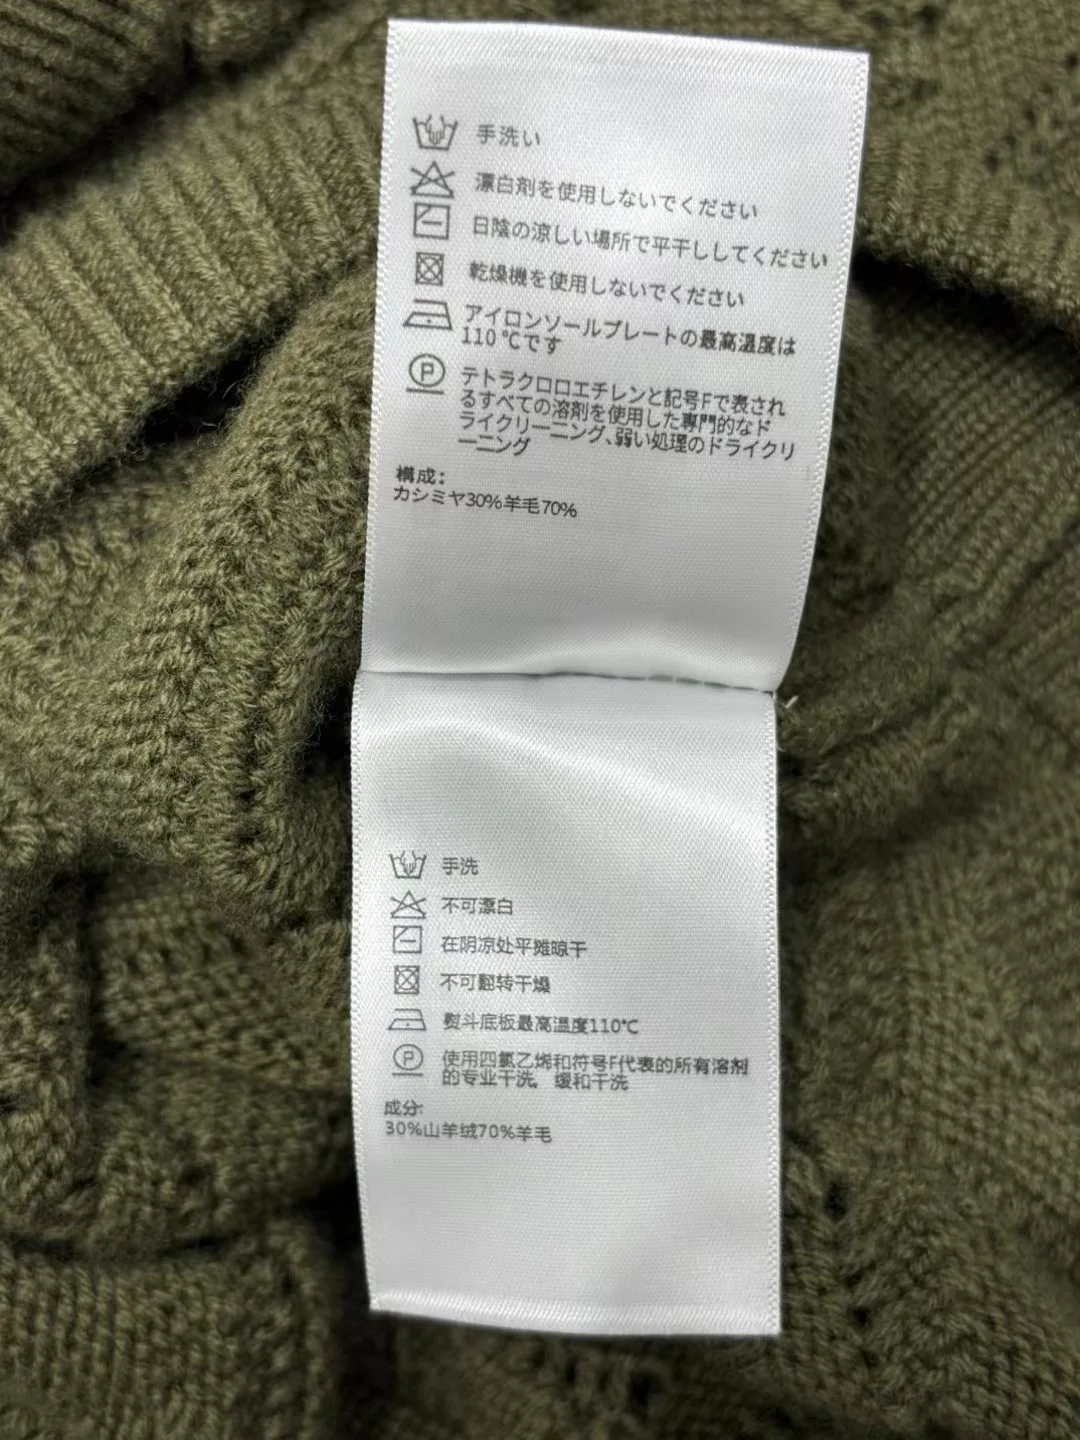 手洗い
漂白剤を使用しないでください
日陰の涼しい場所で平干ししてください
乾燥機を使用しないでください
アイロンソールプレートの最高温度は
110℃です
P
テトラクロロエチレンと記号Fで表され
るすべての溶剤を使用した専門的なド
ライクリーニング、弱い処理のドライクリ
ーニング
構成：
カシミヤ30%羊毛70%
手洗
不可漂白
在阴凉处平摊晾干
不可翻转干燥
熨斗底板最高温度110℃
P
使用四氯乙烯和符号F代表的所有溶剂
的专业干洗，缓和干洗
成分:
30%山羊绒70%羊毛